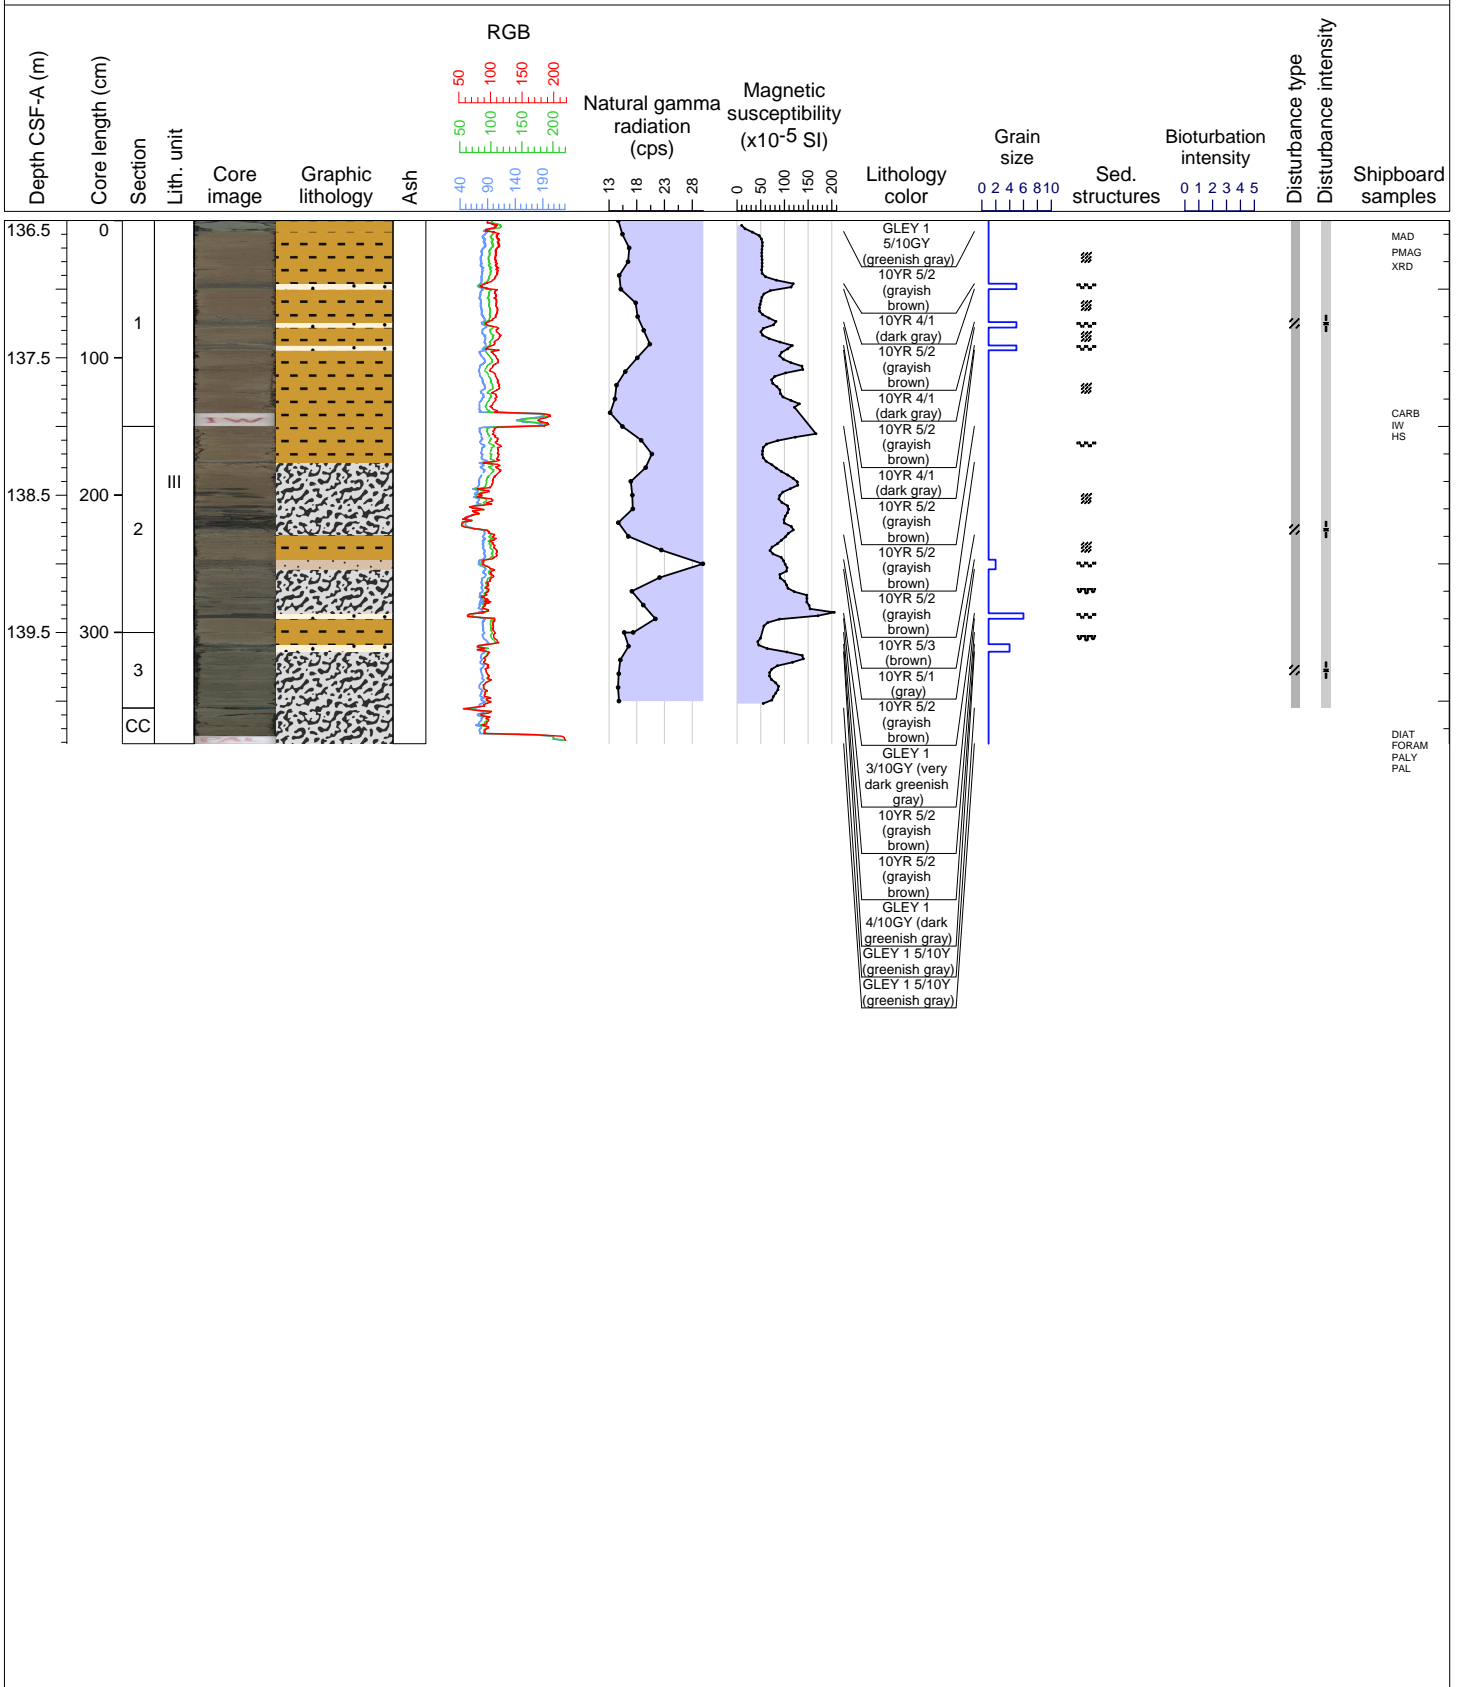 Depth CSF-A (m)
Core length (cm)
Section
Lith. unit
Core
image
Graphic
lithology
Ash
RGB
50 100 150 200
50 100 150 200
40 90 140 190
Natural gamma
radiation
(cps)
13 18 23 28
Magnetic
susceptibility
(x10-5 SI)
0 50 100 150 200
Lithology
color
Grain
size
0 2 4 6 8 10
Sed.
structures
Bioturbation
intensity
0 1 2 3 4 5
Disturbance type
Disturbance intensity
Shipboard
samples
136.5
137.5
138.5
139.5
0
100
200
300
1
2
3
CC
III
IW
PAL
GLEY 1
5/10GY
(greenish gray)
10YR 5/2
(grayish
brown)
10YR 4/1
(dark gray)
10YR 5/2
(grayish
brown)
10YR 4/1
(dark gray)
10YR 5/2
(grayish
brown)
10YR 4/1
(dark gray)
10YR 5/2
(grayish
brown)
10YR 5/2
(grayish
brown)
10YR 5/2
(grayish
brown)
10YR 5/3
(brown)
10YR 5/1
(gray)
10YR 5/2
(grayish
brown)
GLEY 1
3/10GY (very
dark greenish
gray)
10YR 5/2
(grayish
brown)
10YR 5/2
(grayish
brown)
GLEY 1
4/10GY (dark
greenish gray)
GLEY 1 5/10Y
(greenish gray)
GLEY 1 5/10Y
(greenish gray)
MAD
PMAG
XRD
CARB
IW
HS
DIAT
FORAM
PALY
PAL